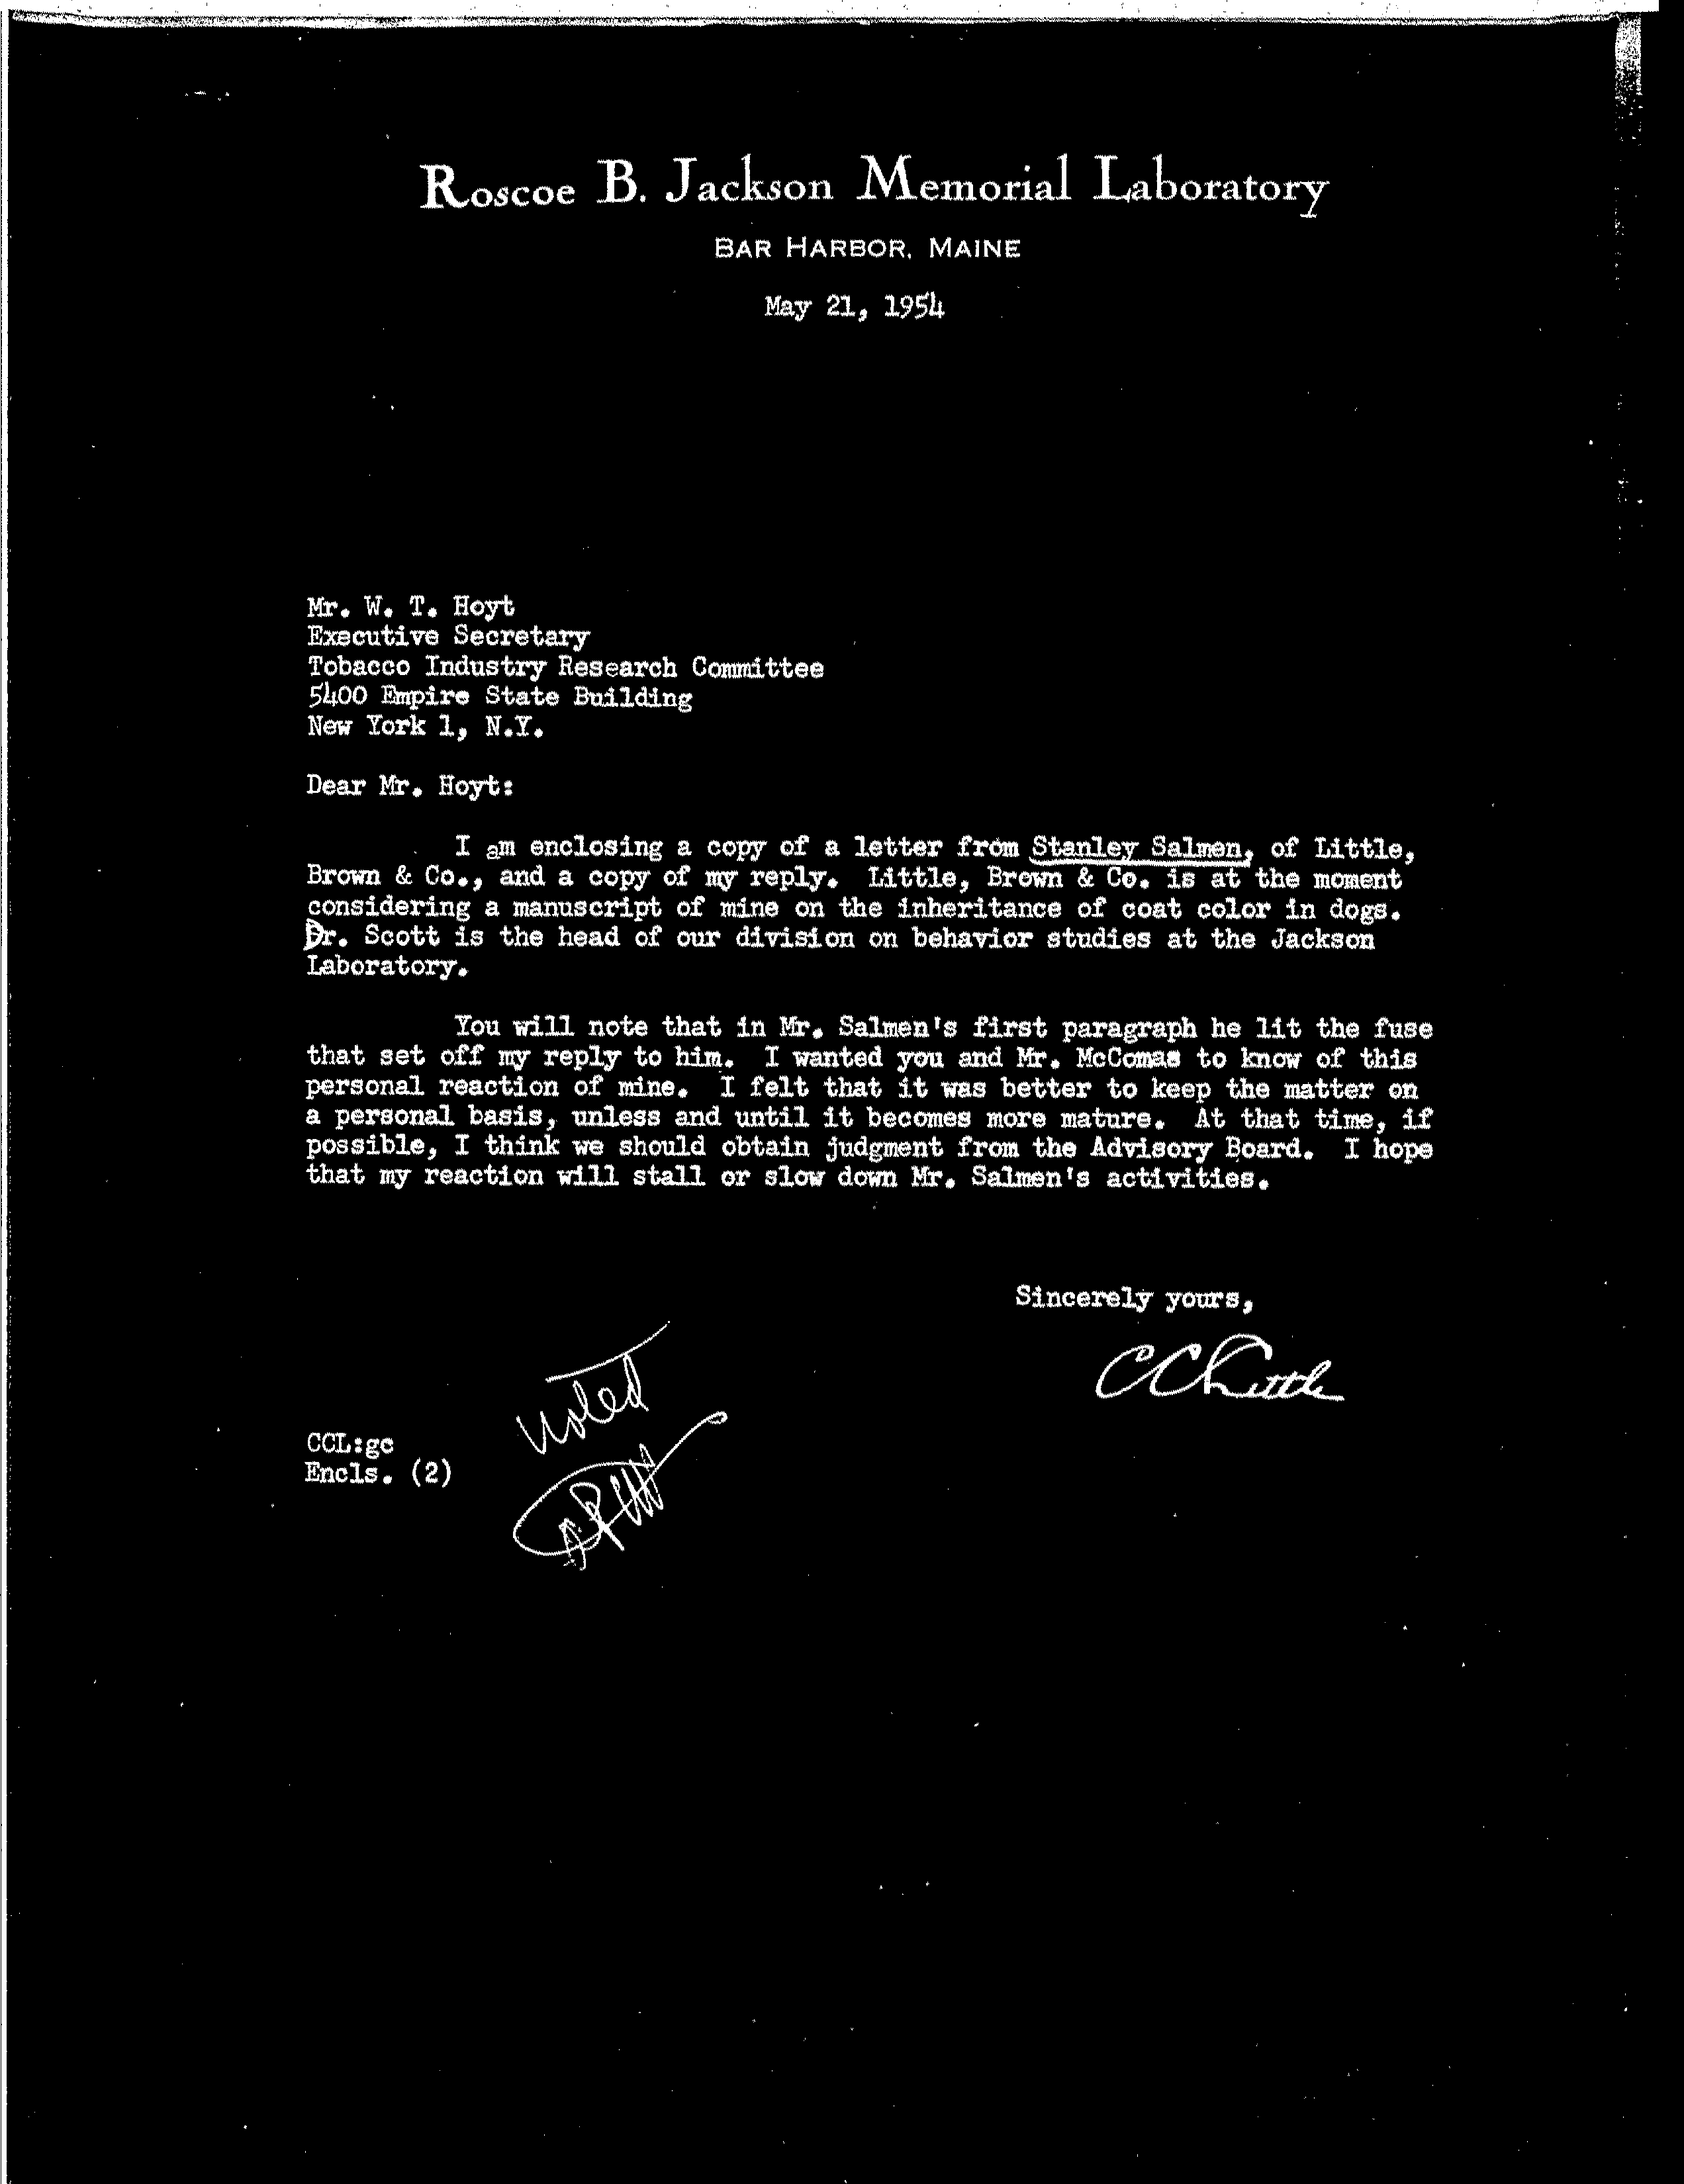 Roscoe B. Jackson Memorial Laboratory
BAR HARBOR, MAINE
May 21, 1954
Mr. W. T. Hoyt
Executive Secretary
Tobacco Industry Research Committee
5400 Empire State Building
New York 1, N.Y.
Dear Mr. Hoyt:
I am enclosing a copy of a letter from Stanley Salmen, of Little,
Brown & Co., and a copy of my reply. Little, Brown & Co. is at the moment
considering a manuscript of mine on the inheritance of coat color in dogs.
Dr. Scott is the head of our division on behavior studies at the Jackson
Laboratory.
You will note that in Mr. Salmen's first paragraph he lit the fuse
that set off my reply to him. I wanted you and Mr. McComas to know of this
personal reaction of mine. I felt that it was better to keep the matter on
a personal basis, unless and until it becomes more mature. At that time, if
possible, I think we should obtain judgment from the Advisory Board. I hope
that my reaction will stall or slow down Mr. Salmen's activities.
Sincerely yours,
CCLittle
Noted
CCL:gc
Encls. (2)